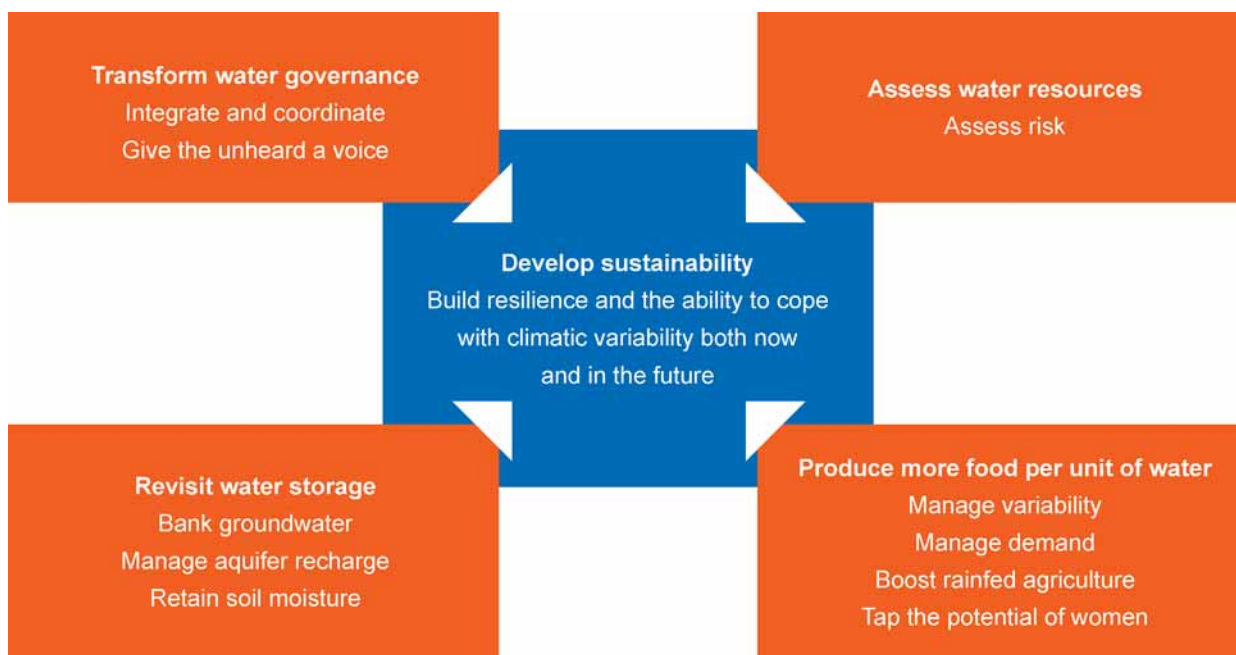 Transform water governance
Integrate and coordinate
Give the unheard a voice
Assess water resources
Assess risk
Develop sustainability
Build resilience and the ability to cope
with climatic variability both now
and in the future
Revisit water storage
Bank groundwater
Manage aquifer recharge
Retain soil moisture
Produce more food per unit of water
Manage variability
Manage demand
Boost rainfed agriculture
Tap the potential of women